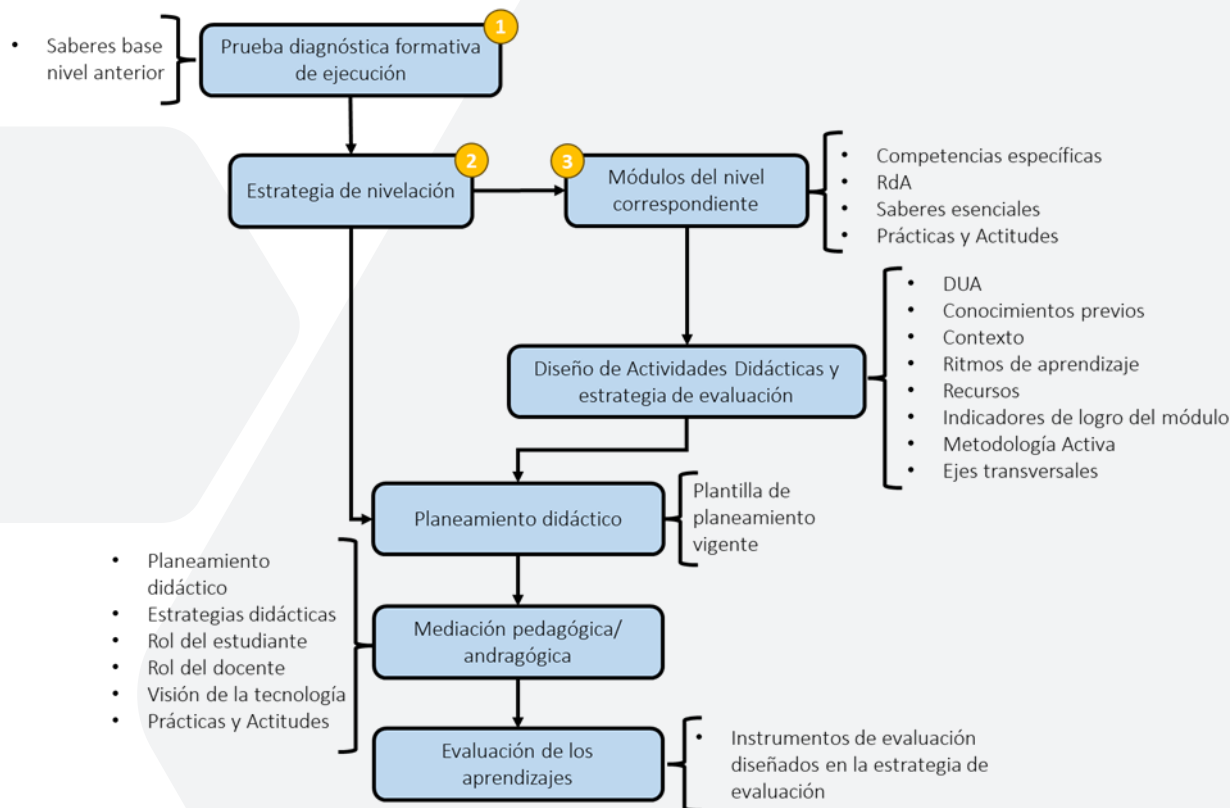 1
• Saberes base
nivel anterior
Prueba diagnóstica formativa
de ejecución
2
Estrategia de nivelación
3
Módulos del nivel
correspondiente
• Competencias específicas
• RdA
• Saberes esenciales
• Prácticas y Actitudes
Diseño de Actividades Didácticas y
estrategia de evaluación
• DUA
• Conocimientos previos
• Contexto
• Ritmos de aprendizaje
• Recursos
• Indicadores de logro del módulo
• Metodología Activa
• Ejes transversales
Planeamiento didáctico
Plantilla de
planeamiento
vigente
• Planeamiento
didáctico
• Estrategias didácticas
• Rol del estudiante
• Rol del docente
• Visión de la tecnología
• Prácticas y Actitudes
Mediación pedagógica/
andragógica
Evaluación de los
aprendizajes
• Instrumentos de evaluación
diseñados en la estrategia de
evaluación